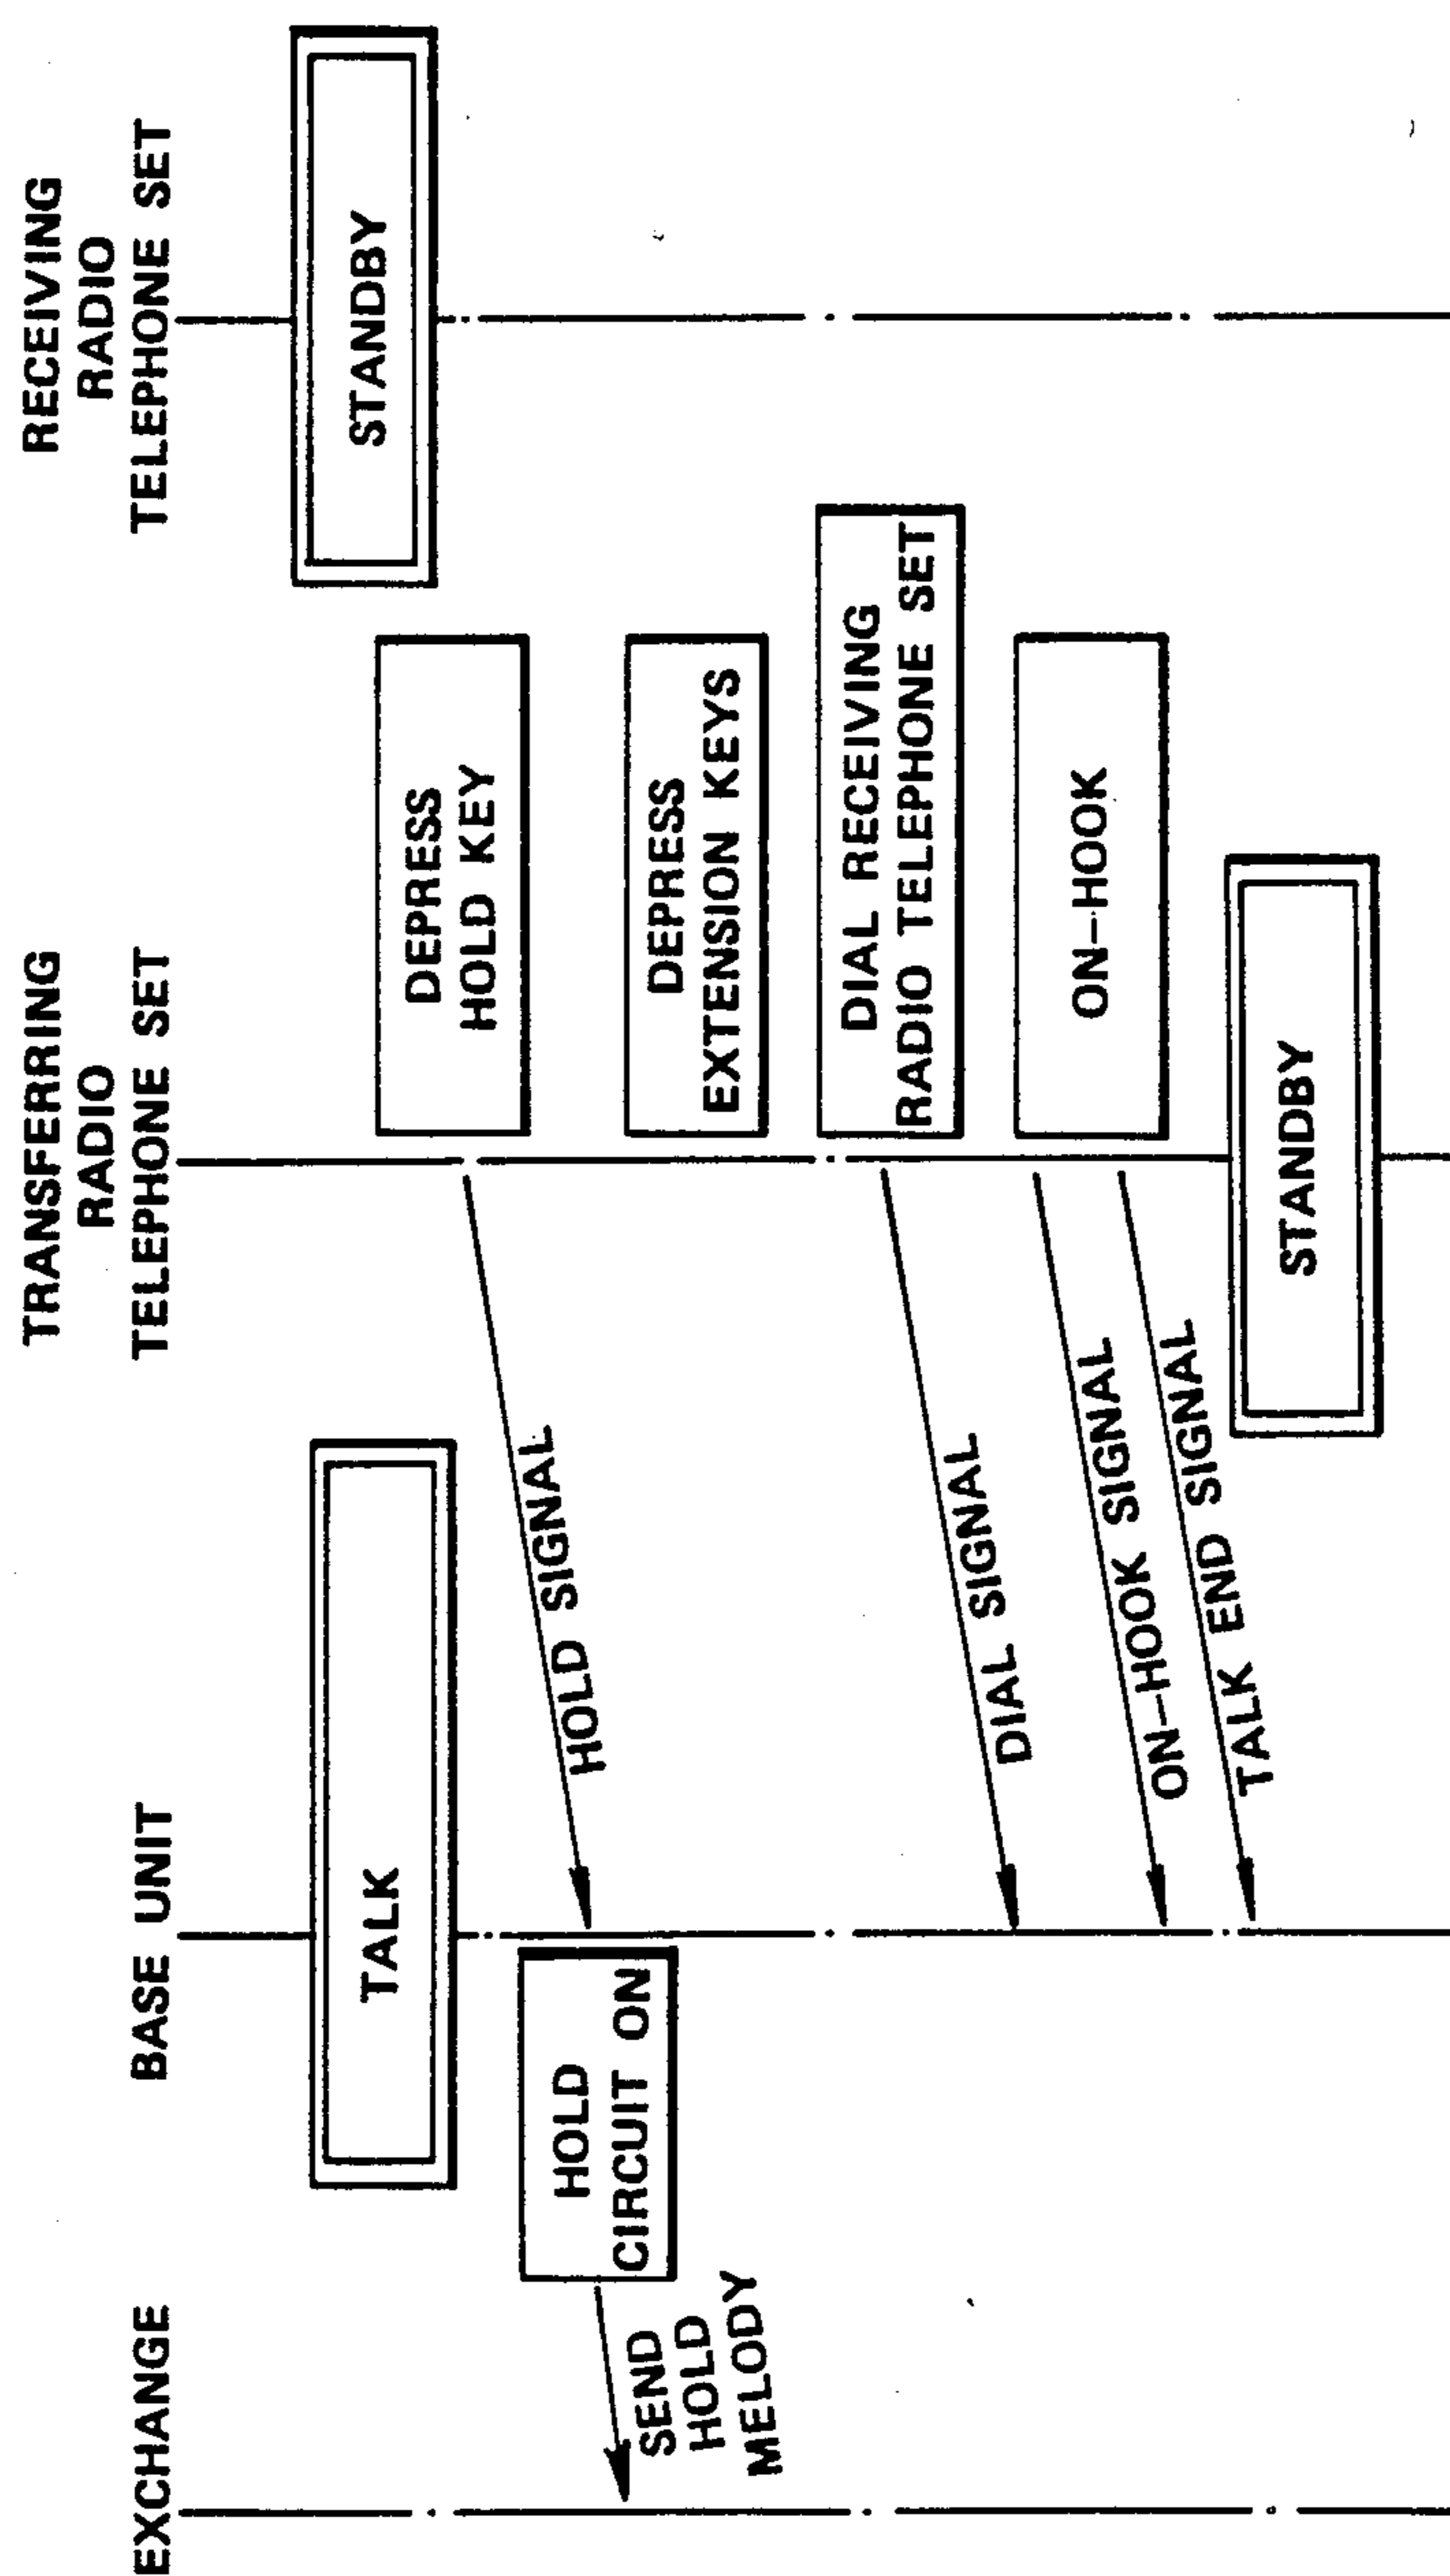 EXCHANGE
BASE UNIT
TRANSFERRING
RADIO
TELEPHONE SET
RECEIVING
RADIO
TELEPHONE SET
TALK
STANDBY
DEPRESS
HOLD KEY
HOLD SIGNAL
HOLD
CIRCUIT ON
SEND
HOLD
MELODY
DEPRESS
EXTENSION KEYS
DIAL RECEIVING
RADIO TELEPHONE SET
DIAL SIGNAL
ON-HOOK
ON-HOOK SIGNAL
TALK END SIGNAL
STANDBY